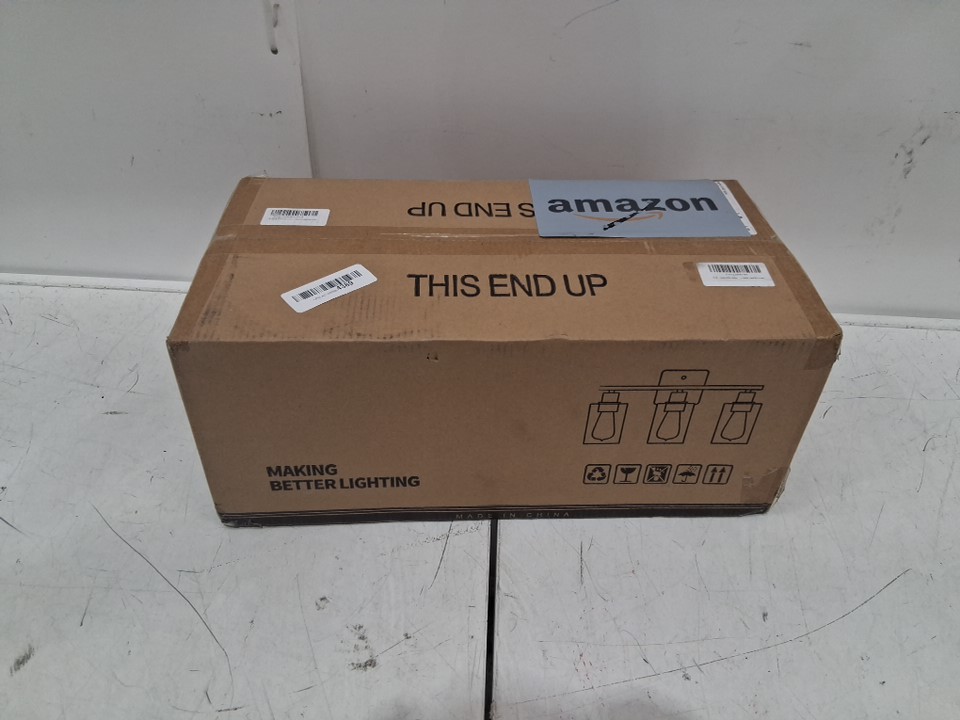 S END UP
amazon
THIS END UP
MAKING
BETTER LIGHTING
MADE IN CHINA